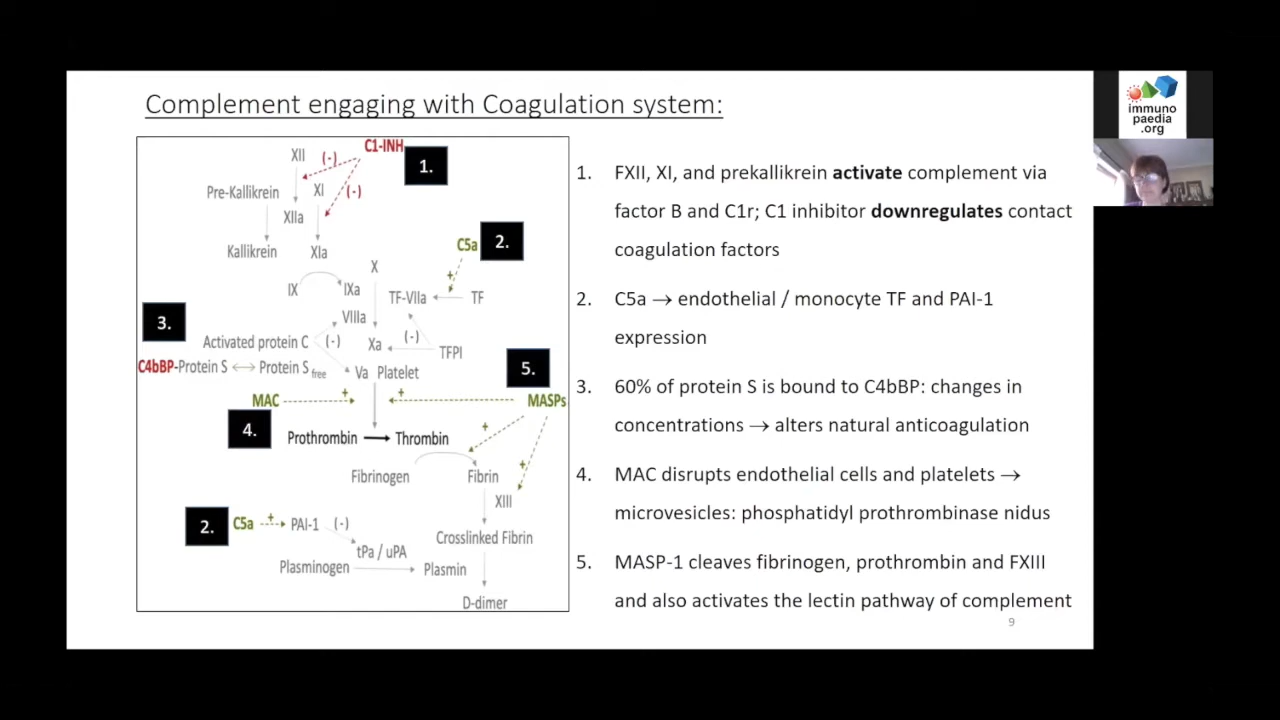 Complement engaging with Coagulation system:
immuno
paedia
.org
C1-INH
XII
(-)
1.
Pre-Kallikrein
XI
(-)
XIIa
Kallikrein
XIa
C5a
2.
X
+
IX
IXa
TF-VIIa
TF
VIIIa
3.
Activated protein C
(-)
Xa
(-)
TFPI
C4bBP-Protein S
Protein S free
Va
Platelet
5.
MAC
+
+
MASPs
4.
Prothrombin
Thrombin
+
Fibrinogen
Fibrin
+
XIII
2.
C5a
+
PAI-1
(-)
Crosslinked Fibrin
tPa / uPA
Plasminogen
Plasmin
D-dimer
1. FXII, XI, and prekallikrein activate complement via
factor B and C1r; C1 inhibitor downregulates contact
coagulation factors
2. C5a → endothelial / monocyte TF and PAI-1
expression
3. 60% of protein S is bound to C4bBP: changes in
concentrations → alters natural anticoagulation
4. MAC disrupts endothelial cells and platelets →
microvesicles: phosphatidyl prothrombinase nidus
5. MASP-1 cleaves fibrinogen, prothrombin and FXIII
and also activates the lectin pathway of complement
9